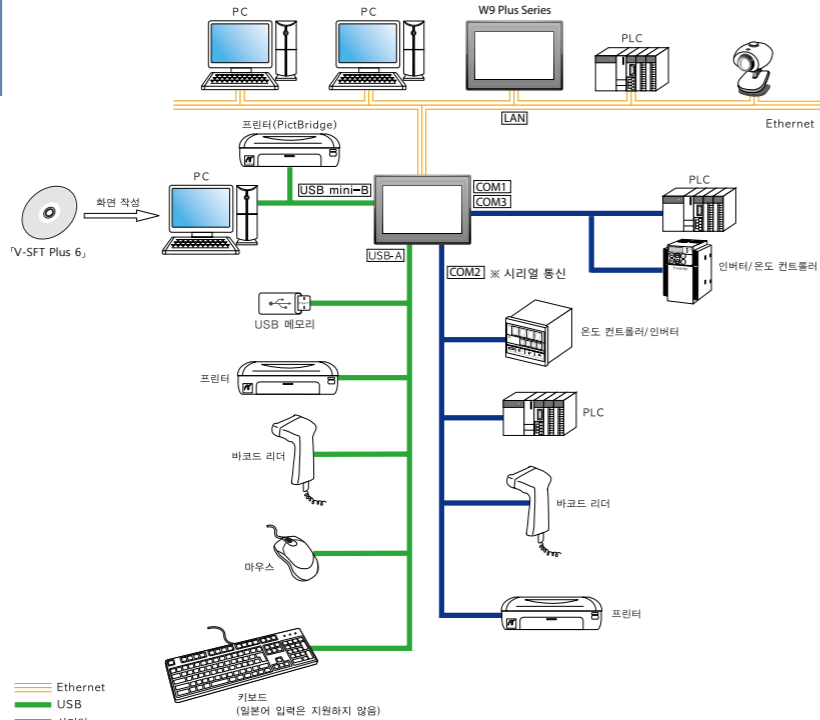 PC
PC
W9 Plus Series
PLC
LAN
Ethernet
프린터(PictBridge)
PC
USB mini-B
COM1
COM3
PLC
화면 작성
「V-SFT Plus 6」
USB-A
COM2 ※ 시리얼 통신
인버터/온도 컨트롤러
USB 메모리
온도 컨트롤러/인버터
프린터
PLC
바코드 리더
바코드 리더
마우스
프린터
키보드
(일본어 입력은 지원하지 않음)
Ethernet
USB